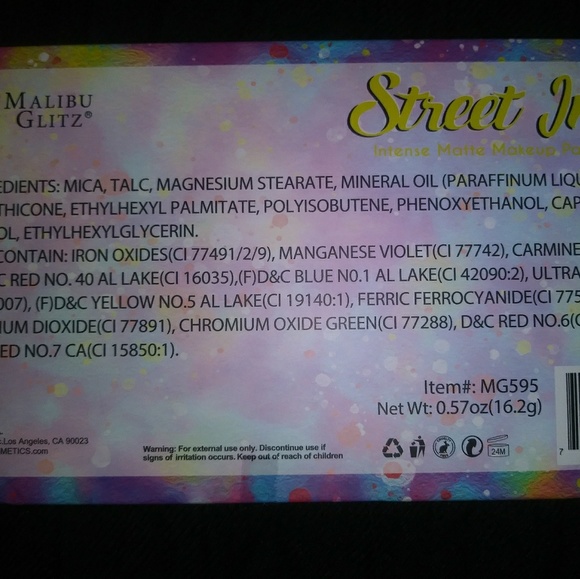 MALIBU
GLITZ®
Street In
Intense Matte Makeup Pa
EDIENTS: MICA, TALC, MAGNESIUM STEARATE, MINERAL OIL (PARAFFINUM LIQU
THICONE, ETHYLHEXYL PALMITATE, POLYISOBUTENE, PHENOXYETHANOL, CAP
OL, ETHYLHEXYLGLYCERIN.
CONTAIN: IRON OXIDES(CI 77491/2/9), MANGANESE VIOLET(CI 77742), CARMINE
C RED NO. 40 AL LAKE(CI 16035),(F)D&C BLUE N0.1 AL LAKE(CI 42090:2), ULTRA
007), (F)D&C YELLOW NO.5 AL LAKE(CI 19140:1), FERRIC FERROCYANIDE(CI 775
IUM DIOXIDE(CI 77891), CHROMIUM OXIDE GREEN(CI 77288), D&C RED NO.6(C
ED NO.7 CA(CI 15850:1).
Item#: MG595
Net Wt: 0.57oz(16.2g)
.Los Angeles, CA 90023
METICS.com
Warning: For external use only. Discontinue use if
signs of irritation occurs. Keep out of reach of children
24M
7